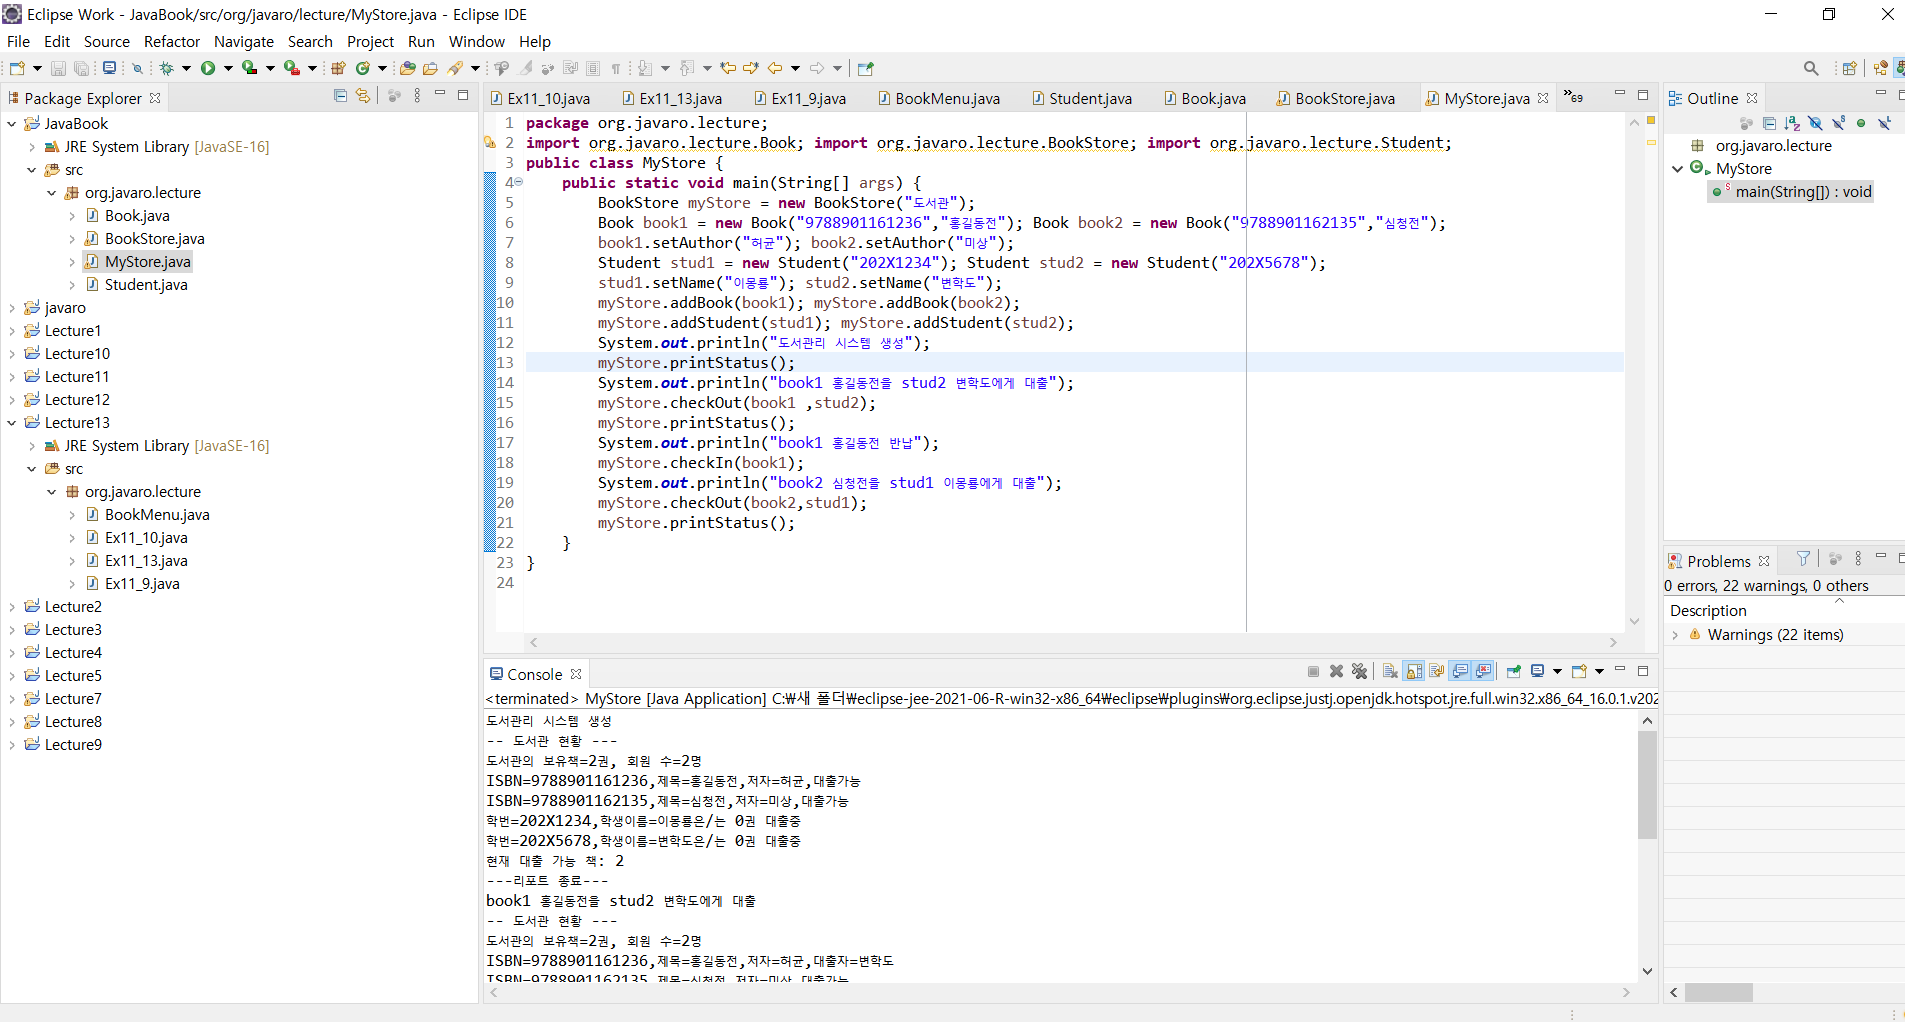 Eclipse Work - JavaBook/src/org/javaro/lecture/MyStore.java - Eclipse IDE
File Edit Source Refactor Navigate Search Project Run Window Help
Package Explorer
JavaBook
JRE System Library [JavaSE-16]
src
org.javaro.lecture
Book.java
BookStore.java
MyStore.java
Student.java
javaro
Lecture1
Lecture10
Lecture11
Lecture12
Lecture13
JRE System Library [JavaSE-16]
src
org.javaro.lecture
BookMenu.java
Ex11_10.java
Ex11_13.java
Ex11_9.java
Lecture2
Lecture3
Lecture4
Lecture5
Lecture7
Lecture8
Lecture9
Ex11_10.java Ex11_13.java Ex11_9.java BookMenu.java Student.java Book.java BookStore.java MyStore.java »69
1 package org.javaro.lecture;
2 import org.javaro.lecture.Book; import org.javaro.lecture.BookStore; import org.javaro.lecture.Student;
3 public class MyStore {
4 public static void main(String[] args) {
5 BookStore myStore = new BookStore("도서관");
6 Book book1 = new Book("9788901161236","홍길동전"); Book book2 = new Book("9788901162135","심청전");
7 book1.setAuthor("허균"); book2.setAuthor("미상");
8 Student stud1 = new Student("202X1234"); Student stud2 = new Student("202X5678");
9 stud1.setName("이몽룡"); stud2.setName("변학도");
10 myStore.addBook(book1); myStore.addBook(book2);
11 myStore.addStudent(stud1); myStore.addStudent(stud2);
12 System.out.println("도서관리 시스템 생성");
13 myStore.printStatus();
14 System.out.println("book1 홍길동전을 stud2 변학도에게 대출");
15 myStore.checkOut(book1 ,stud2);
16 myStore.printStatus();
17 System.out.println("book1 홍길동전 반납");
18 myStore.checkIn(book1);
19 System.out.println("book2 심청전을 stud1 이몽룡에게 대출");
20 myStore.checkOut(book2,stud1);
21 myStore.printStatus();
22 }
23 }
24
Console
<terminated> MyStore [Java Application] C:₩새 폴더₩eclipse-jee-2021-06-R-win32-x86_64₩eclipse₩plugins₩org.eclipse.justj.openjdk.hotspot.jre.full.win32.x86_64_16.0.1.v202
도서관리 시스템 생성
-- 도서관 현황 ---
도서관의 보유책=2권, 회원 수=2명
ISBN=9788901161236,제목=홍길동전,저자=허균,대출가능
ISBN=9788901162135,제목=심청전,저자=미상,대출가능
학번=202X1234,학생이름=이몽룡은/는 0권 대출중
학번=202X5678,학생이름=변학도은/는 0권 대출중
현재 대출 가능 책: 2
---리포트 종료---
book1 홍길동전을 stud2 변학도에게 대출
-- 도서관 현황 ---
도서관의 보유책=2권, 회원 수=2명
ISBN=9788901161236,제목=홍길동전,저자=허균,대출자=변학도
ISBN=9788901162135,제목=심청전,저자=미상,대출가능
Outline
org.javaro.lecture
MyStore
main(String[]) : void
Problems
0 errors, 22 warnings, 0 others
Description
Warnings (22 items)